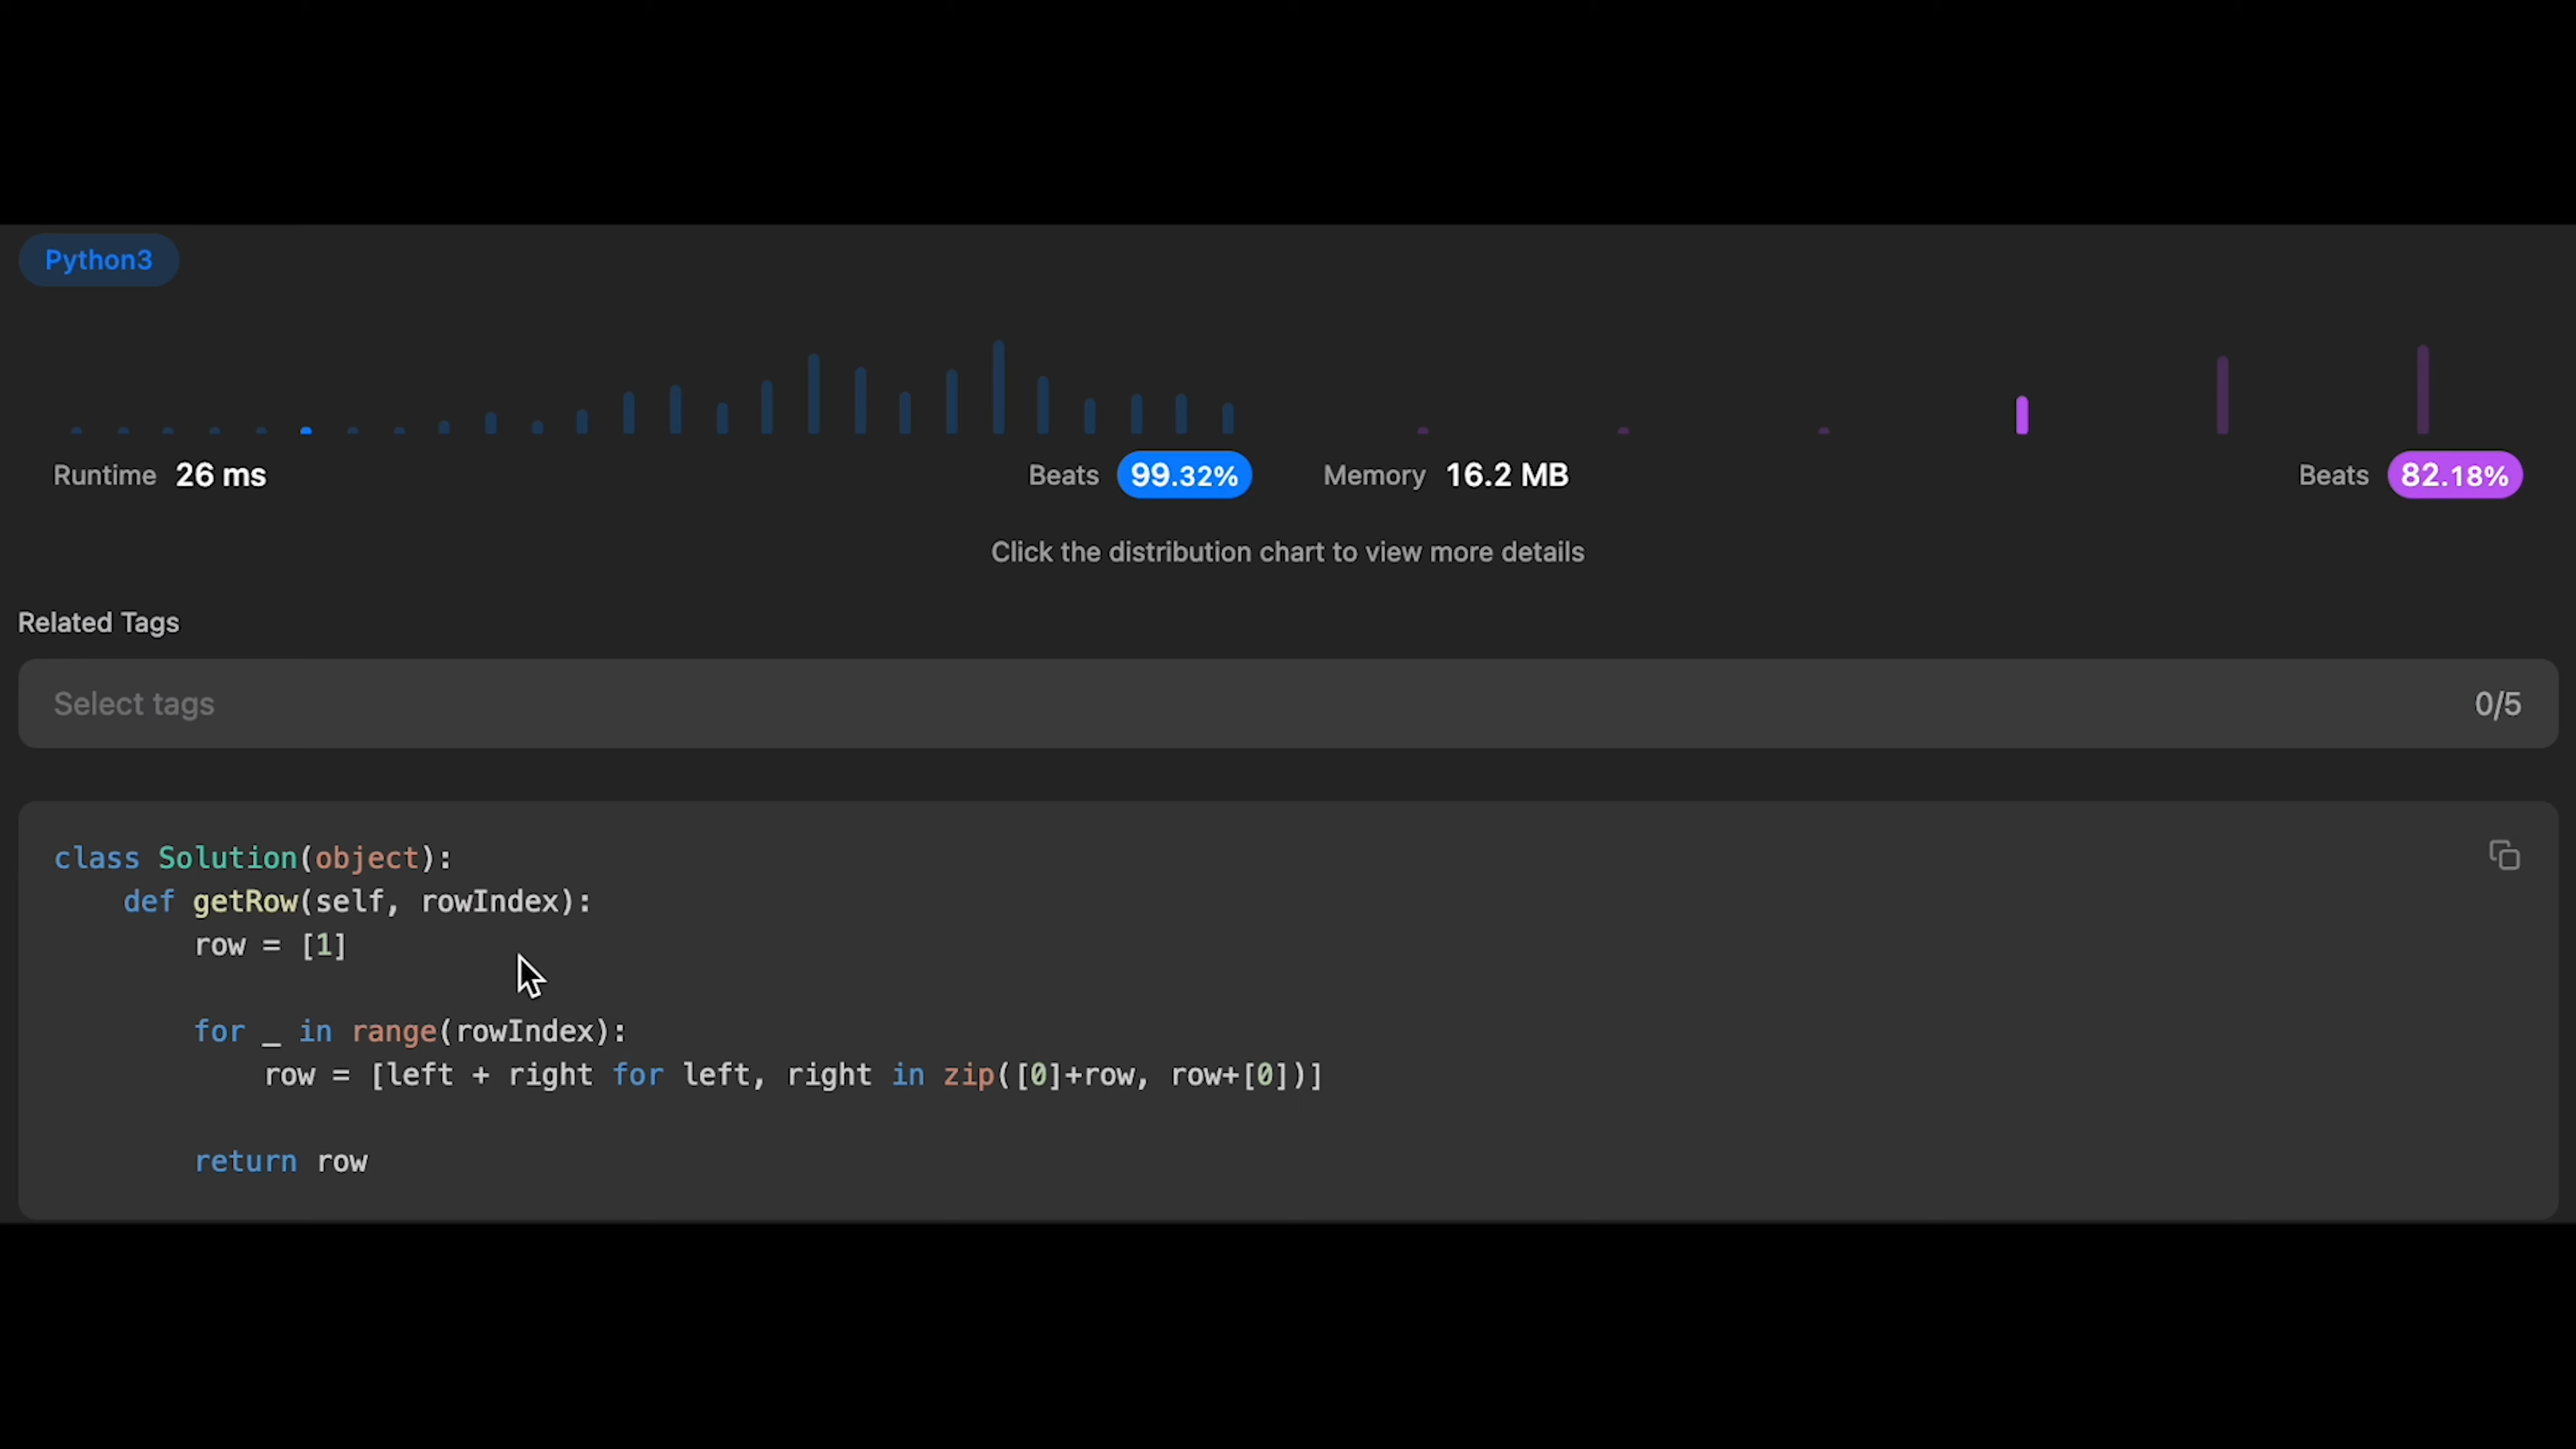 Python3
Runtime 26 ms Beats 99.32% Memory 16.2 MB Beats 82.18%
Click the distribution chart to view more details
Related Tags
Select tags 0/5
class Solution(object):
    def getRow(self, rowIndex):
        row = [1]
        for _ in range(rowIndex):
            row = [left + right for left, right in zip([0]+row, row+[0])]
        return row